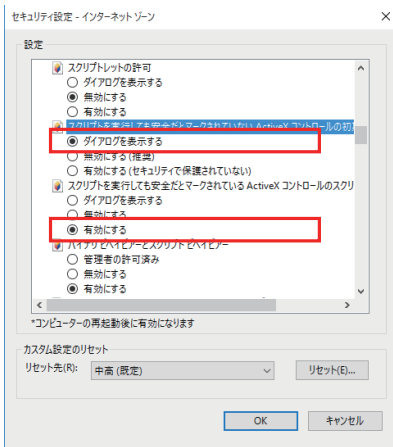 セキュリティ設定 - インターネット ゾーン
設定
スクリプトレットの許可
ダイアログを表示する
無効にする
有効にする
スクリプトを実行しても安全だとマークされていない ActiveX コントロールの初
ダイアログを表示する
無効にする (推奨)
有効にする (セキュリティで保護されていない)
スクリプトを実行しても安全だとマークされている ActiveX コントロールのスクリ
ダイアログを表示する
無効にする
有効にする
バイナリ ビヘイビアーとスクリプト ビヘイビアー
管理者の許可済み
無効にする
有効にする
*コンピューターの再起動後に有効になります
カスタム設定のリセット
リセット先(R):
中高 (既定)
リセット(E)...
OK
キャンセル